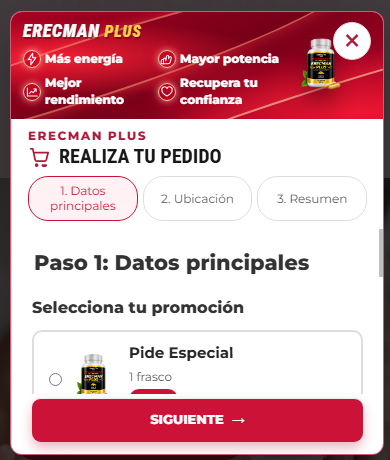 ERECMAN PLUS
Más energía
Mayor potencia
Mejor rendimiento
Recupera tu confianza
ERECMAN PLUS
REALIZA TU PEDIDO
1. Datos principales
2. Ubicación
3. Resumen
Paso 1: Datos principales
Selecciona tu promoción
Pide Especial
1 frasco
SIGUIENTE →